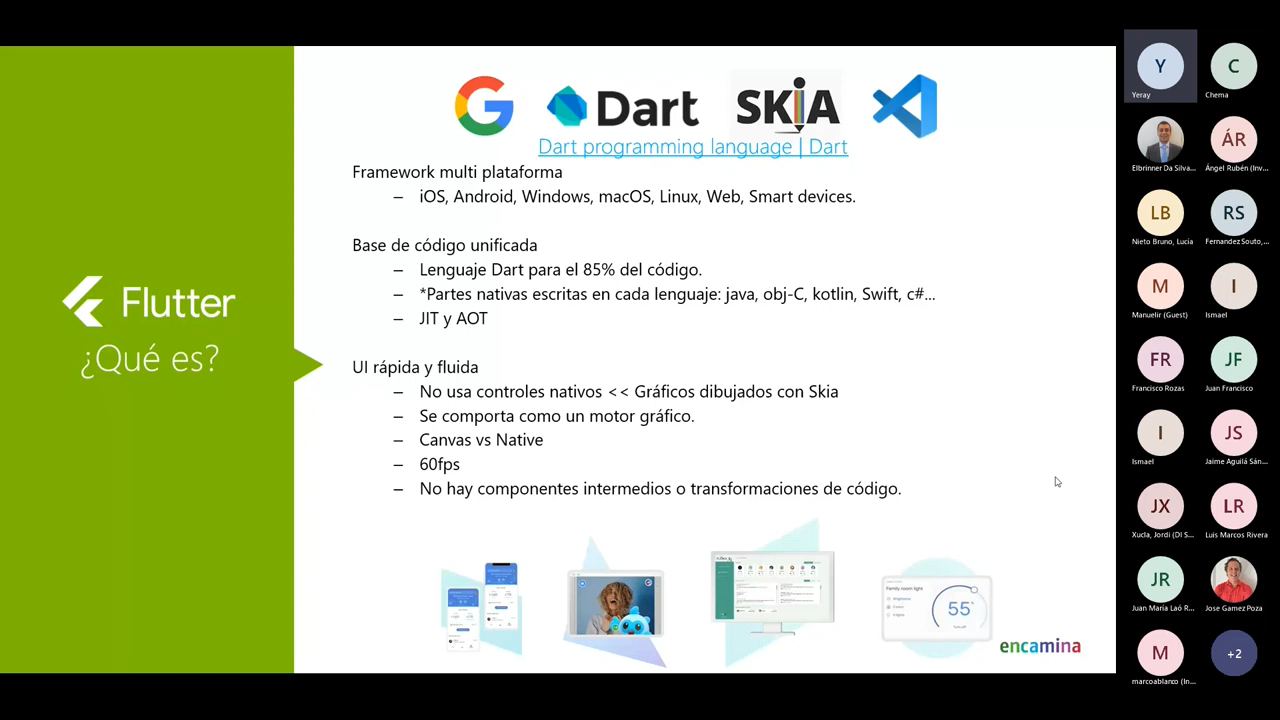 Flutter
¿Qué es?
Dart
SKiA
Dart programming language | Dart
Framework multi plataforma
– iOS, Android, Windows, macOS, Linux, Web, Smart devices.
Base de código unificada
– Lenguaje Dart para el 85% del código.
– *Partes nativas escritas en cada lenguaje: java, obj-C, kotlin, Swift, c#...
– JIT y AOT
UI rápida y fluida
– No usa controles nativos << Gráficos dibujados con Skia
– Se comporta como un motor gráfico.
– Canvas vs Native
– 60fps
– No hay componentes intermedios o transformaciones de código.
Family room light
55°
encamina
Y
C
Yeray
Chema
ÁR
Elbrinner Da Silva...
Ángel Rubén (Inv...
LB
RS
Nieto Bruno, Lucía
Fernandez Souto,...
M
I
Manuelir (Guest)
Ismael
FR
JF
Francisco Rozas
Juan Francisco
I
JS
Ismael
Jaime Aguilá Sán...
JX
LR
Xucla, Jordi (DI S...
Luis Marcos Rivera
JR
Juan María Laó R...
Jose Gamez Poza
M
+2
marcoablanco (In...